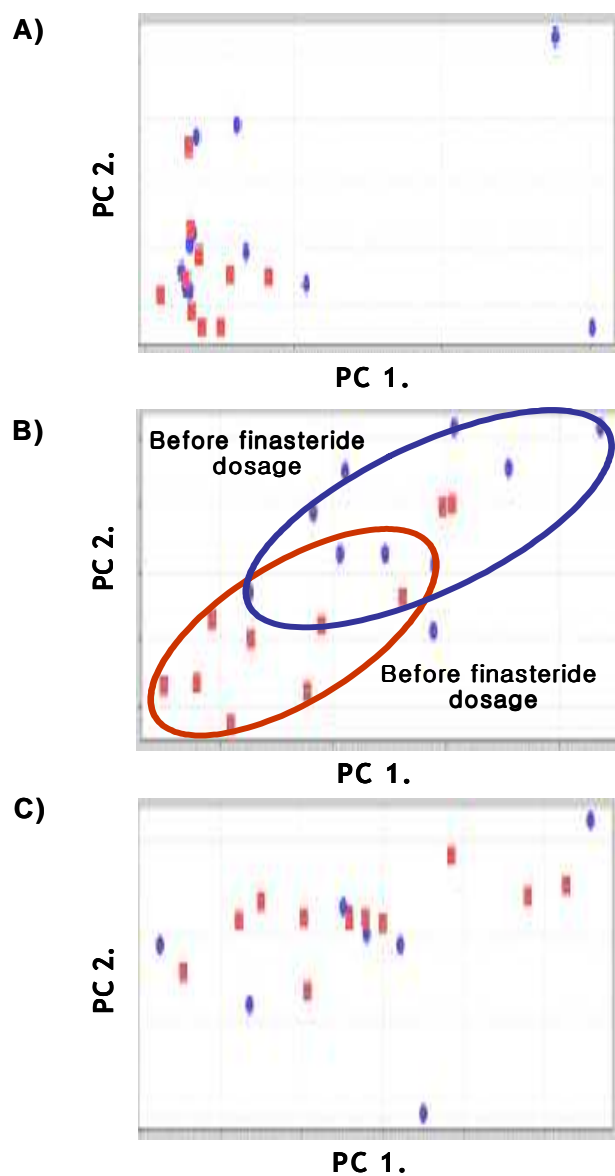 A)
PC 2.
PC 1.
B)
Before finasteride
dosage
PC 2.
Before finasteride
dosage
PC 1.
C)
PC 2.
PC 1.